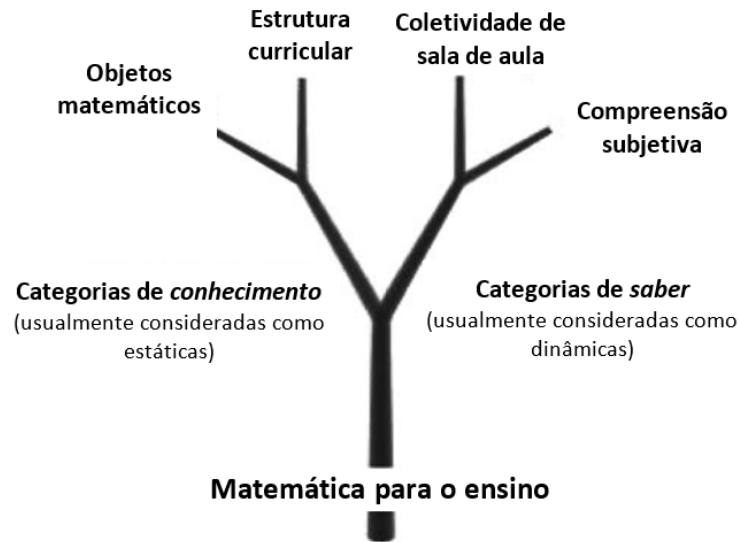 Objetos
matemáticos
Estrutura
curricular
Coletividade de
sala de aula
Compreensão
subjetiva
Categorias de conhecimento
(usualmente consideradas como
estáticas)
Categorias de saber
(usualmente consideradas como
dinâmicas)
Matemática para o ensino